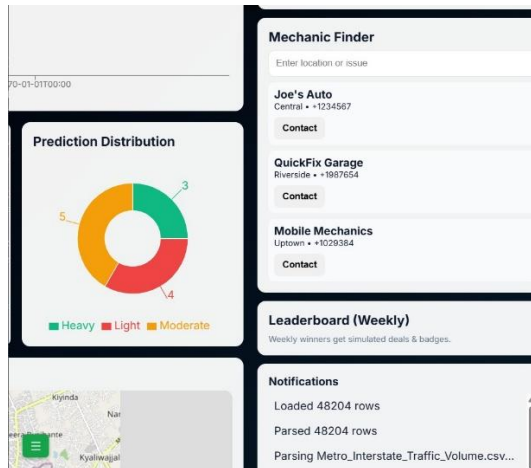 70-01-01T00:00
Prediction Distribution
3
5
4
Heavy Light Moderate
Kiyinda
Kyaliwajjal
Mechanic Finder
Enter location or issue
Joe's Auto
Central • +1234567
Contact
QuickFix Garage
Riverside • +1987654
Contact
Mobile Mechanics
Uptown • +1029384
Contact
Leaderboard (Weekly)
Weekly winners get simulated deals & badges.
Notifications
Loaded 48204 rows
Parsed 48204 rows
Parsing Metro_Interstate_Traffic_Volume.csv...